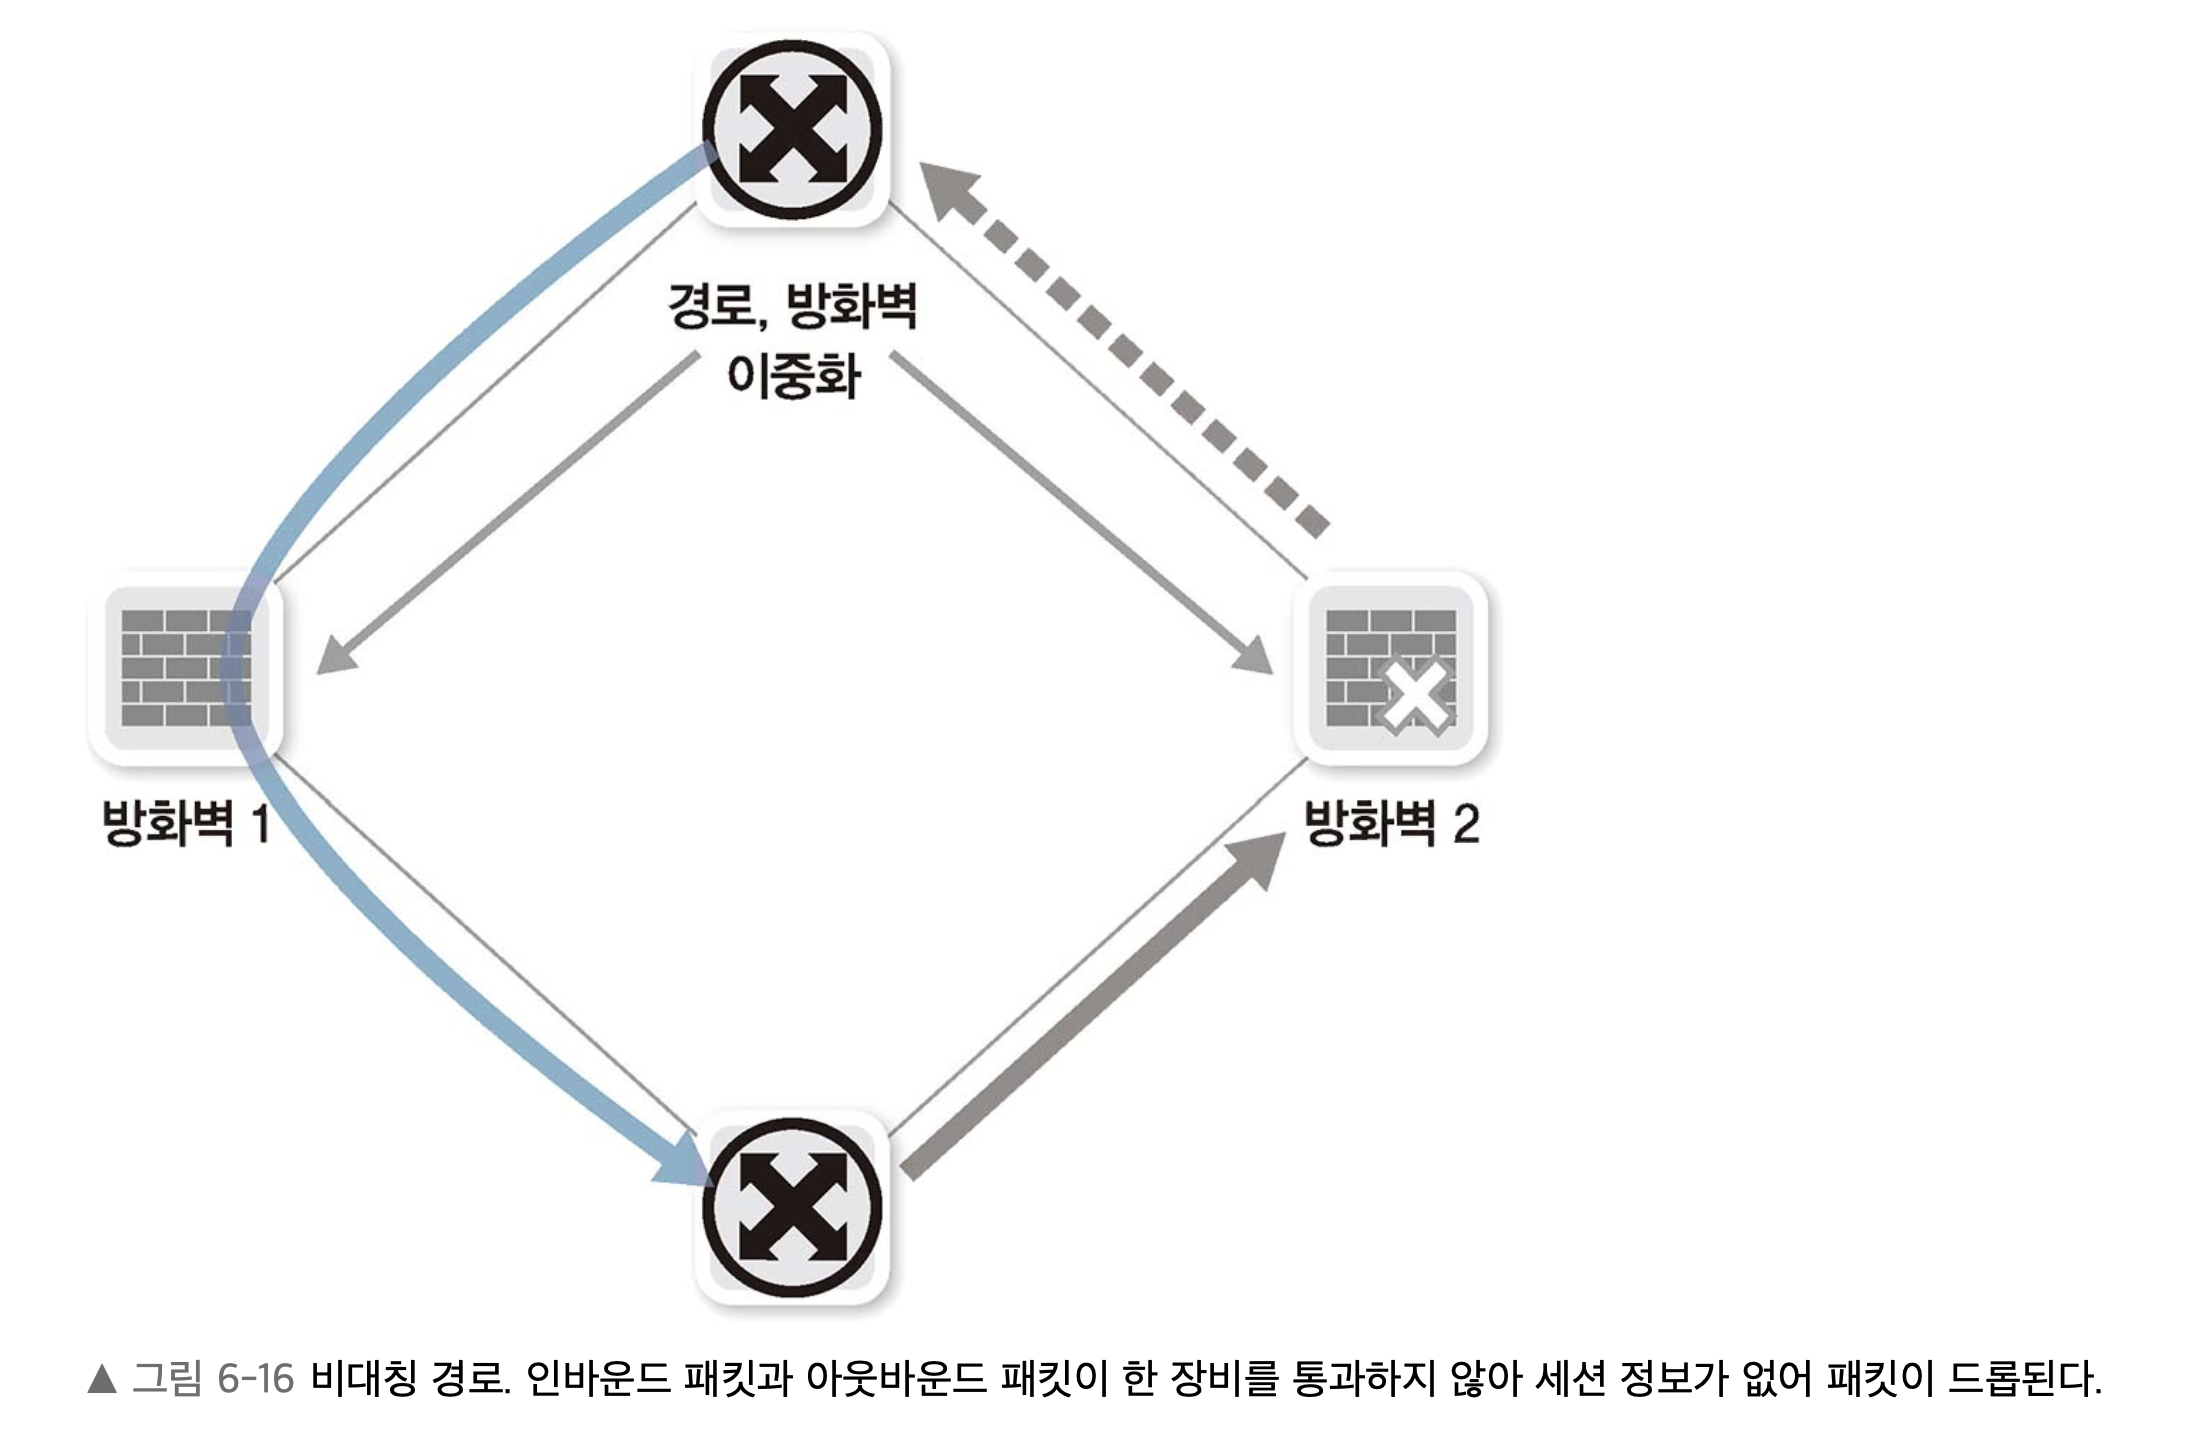 경로, 방화벽
이중화
방화벽 1
방화벽 2
▲ 그림 6-16 비대칭 경로. 인바운드 패킷과 아웃바운드 패킷이 한 장비를 통과하지 않아 세션 정보가 없어 패킷이 드롭된다.